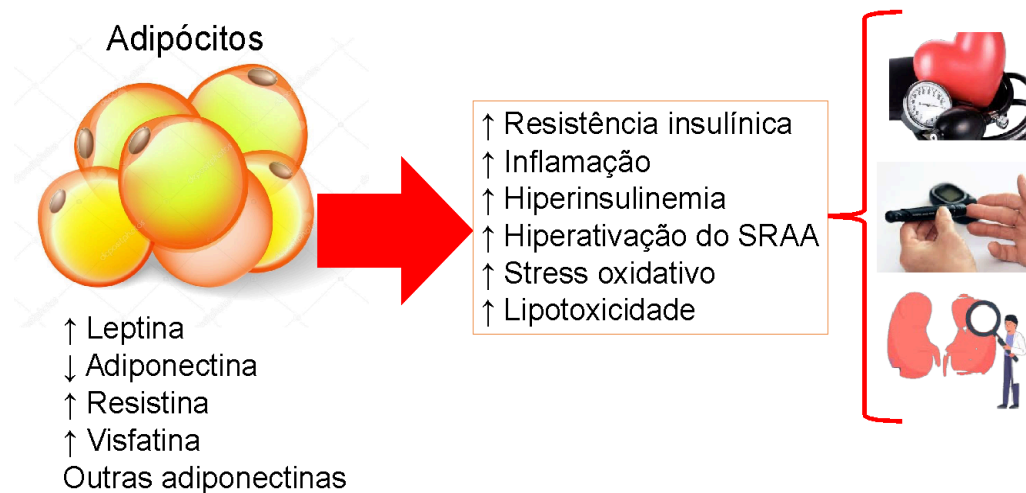 Adipócitos
↑ Leptina
↓ Adiponectina
↑ Resistina
↑ Visfatina
Outras adiponectinas
↑ Resistência insulínica
↑ Inflamação
↑ Hiperinsulinemia
↑ Hiperativação do SRAA
↑ Stress oxidativo
↑ Lipotoxicidade